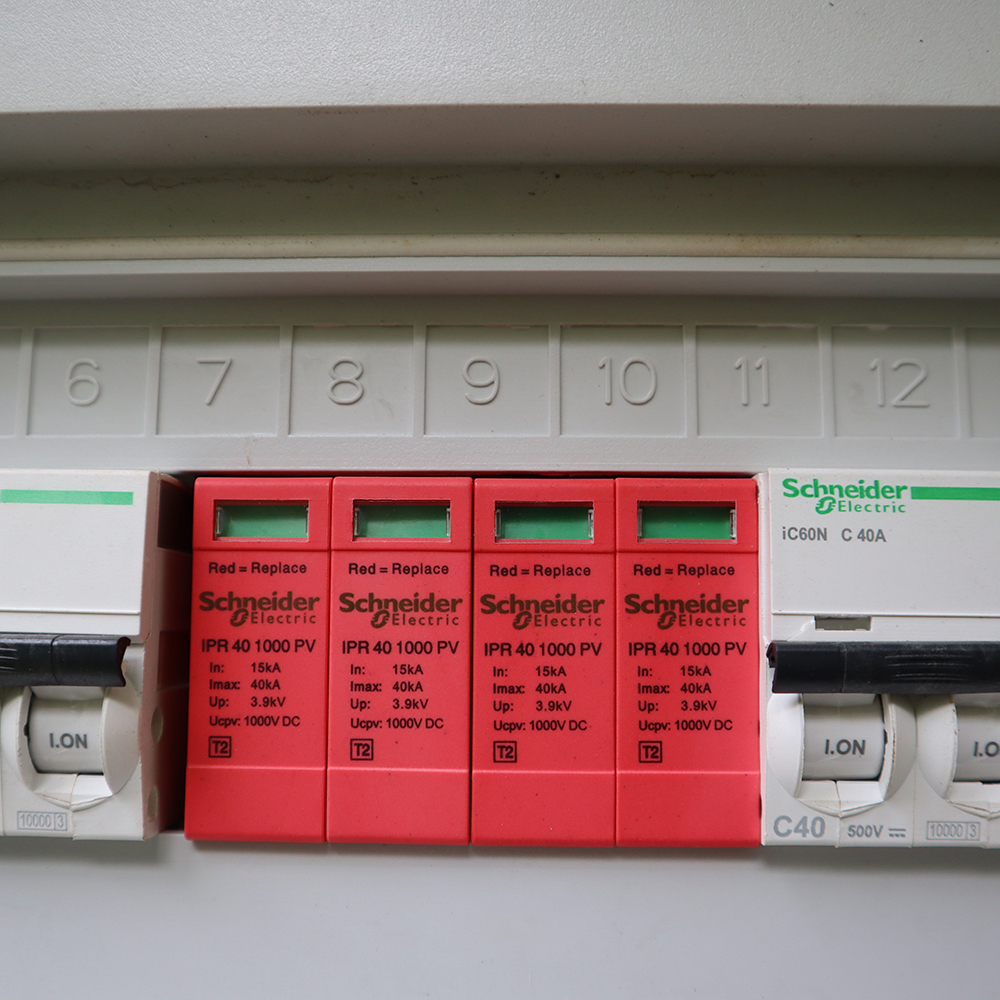 6 7 8 9 10 11 12
I.ON
10000 3
Red = Replace
Schneider
Electric
IPR 40 1000 PV
In: 15kA
Imax: 40kA
Up: 3.9kV
Ucpv: 1000V DC
T2
Red = Replace
Schneider
Electric
IPR 40 1000 PV
In: 15kA
Imax: 40kA
Up: 3.9kV
Ucpv: 1000V DC
T2
Red = Replace
Schneider
Electric
IPR 40 1000 PV
In: 15kA
Imax: 40kA
Up: 3.9kV
Ucpv: 1000V DC
T2
Red = Replace
Schneider
Electric
IPR 40 1000 PV
In: 15kA
Imax: 40kA
Up: 3.9kV
Ucpv: 1000V DC
T2
Schneider
Electric
iC60N C 40A
I.ON I.O
C40 500V 10000 3